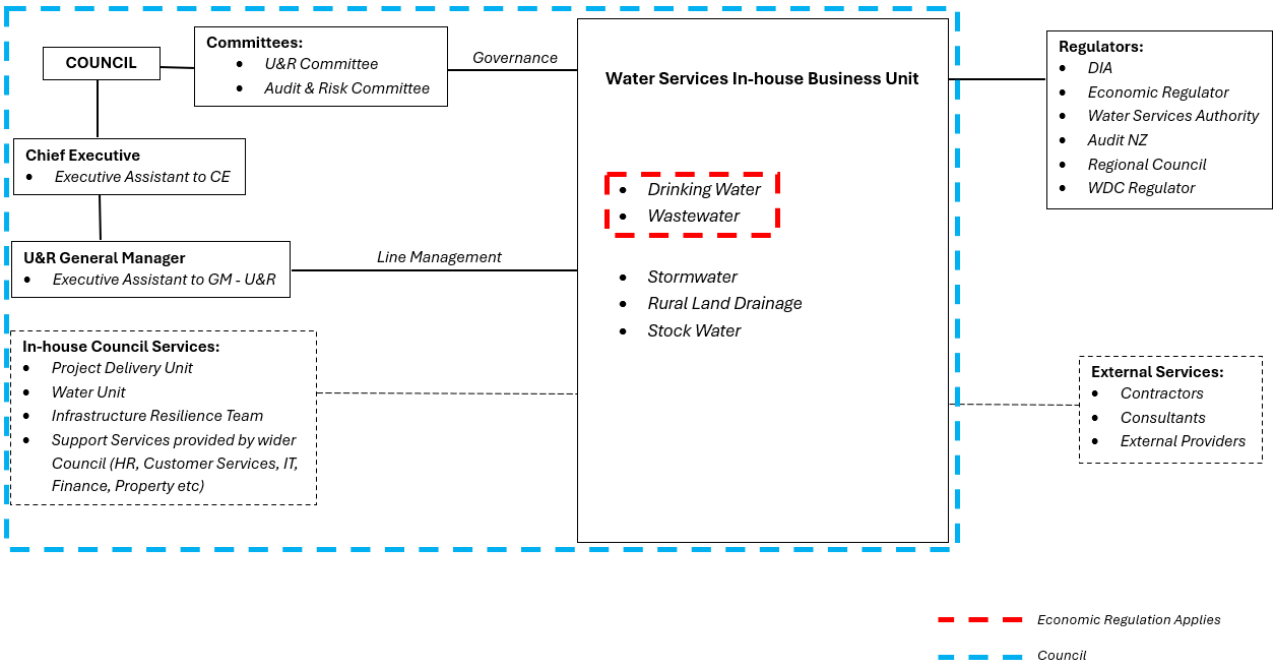 COUNCIL
Committees:
• U&R Committee
• Audit & Risk Committee
Governance
Chief Executive
• Executive Assistant to CE
U&R General Manager
• Executive Assistant to GM - U&R
Line Management
In-house Council Services:
• Project Delivery Unit
• Water Unit
• Infrastructure Resilience Team
• Support Services provided by wider
Council (HR, Customer Services, IT,
Finance, Property etc)
Water Services In-house Business Unit
• Drinking Water
• Wastewater
• Stormwater
• Rural Land Drainage
• Stock Water
Regulators:
• DIA
• Economic Regulator
• Water Services Authority
• Audit NZ
• Regional Council
• WDC Regulator
External Services:
• Contractors
• Consultants
• External Providers
Economic Regulation Applies
Council